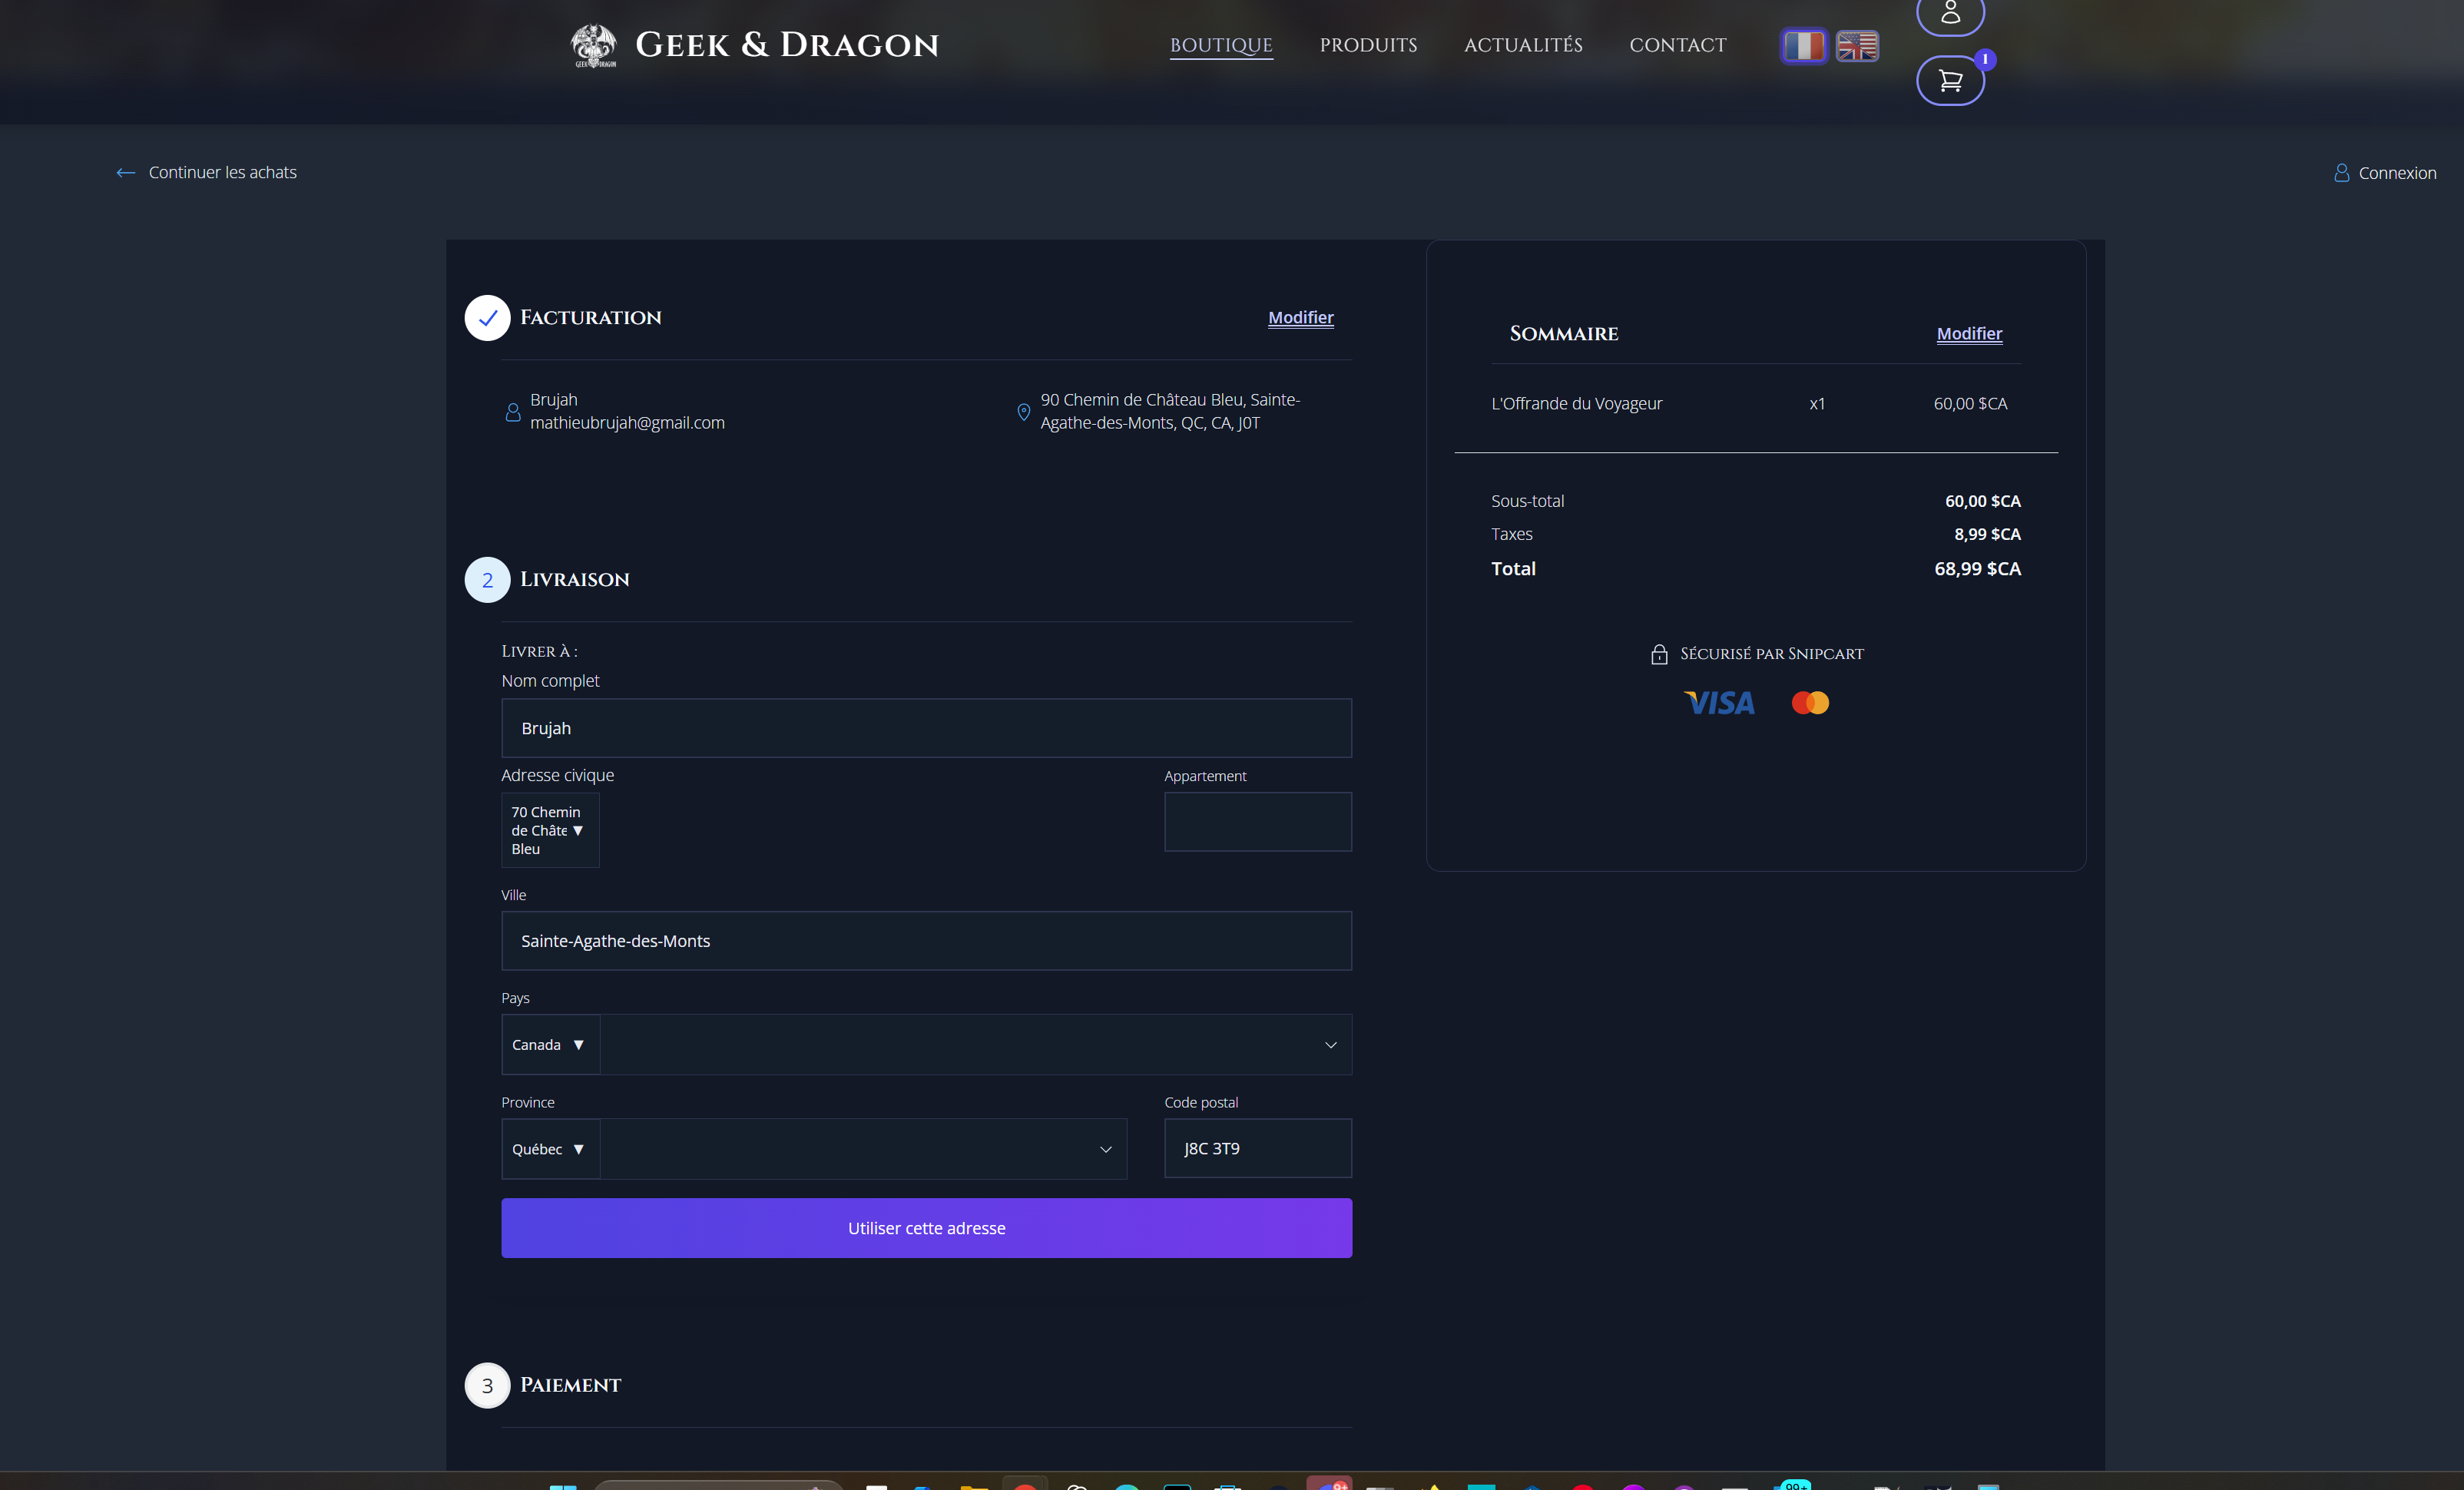 GEEK & DRAGON
GEEK & DRAGON
BOUTIQUE
PRODUITS
ACTUALITÉS
CONTACT
1
Continuer les achats
Connexion
FACTURATION
Modifier
Brujah
mathieubrujah@gmail.com
90 Chemin de Château Bleu, Sainte-
Agathe-des-Monts, QC, CA, J0T
2
LIVRAISON
LIVRER À :
Nom complet
Brujah
Adresse civique
Appartement
70 Chemin
de Châte
Bleu
Ville
Sainte-Agathe-des-Monts
Pays
Canada
Province
Code postal
Québec
J8C 3T9
Utiliser cette adresse
3
PAIEMENT
SOMMAIRE
Modifier
L'Offrande du Voyageur
x1
60,00 $CA
Sous-total
60,00 $CA
Taxes
8,99 $CA
Total
68,99 $CA
SÉCURISÉ PAR SNIPCART
VISA
9+
99+